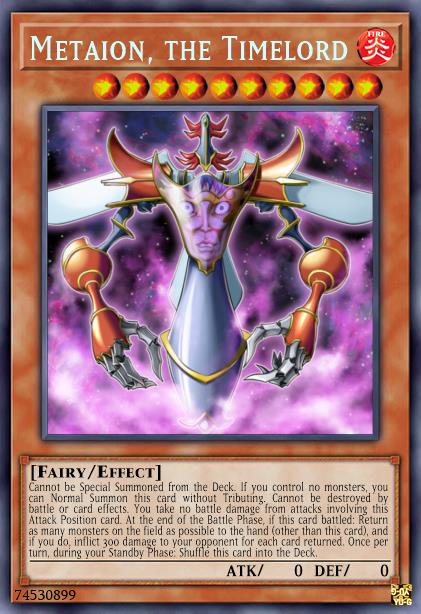 METAION, THE TIMELORD
FIRE
炎
[FAIRY/EFFECT]
Cannot be Special Summoned from the Deck. If you control no monsters, you
can Normal Summon this card without Tributing. Cannot be destroyed by
battle or card effects. You take no battle damage from attacks involving this
Attack Position card. At the end of the Battle Phase, if this card battled: Return
as many monsters on the field as possible to the hand (other than this card), and
if you do, inflict 300 damage to your opponent for each card returned. Once per
turn, during your Standby Phase: Shuffle this card into the Deck.
ATK/ 0 DEF/ 0
74530899